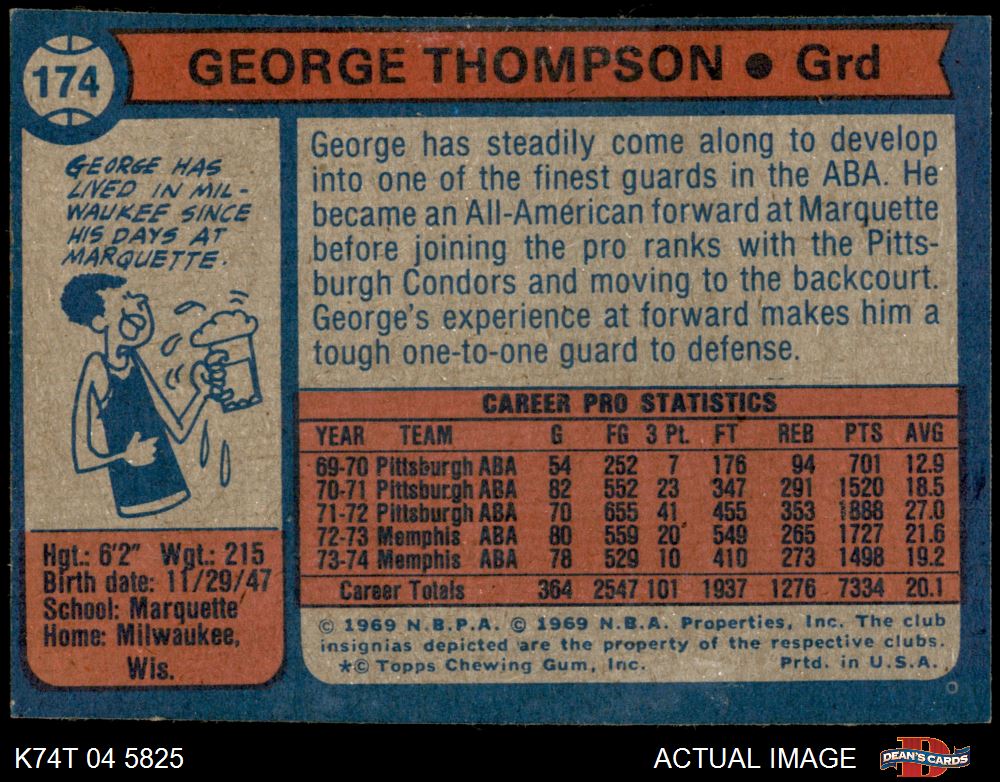 174
GEORGE THOMPSON • Grd
GEORGE HAS
LIVED IN MIL-
WAUKEE SINCE
HIS DAYS AT
MARQUETTE.
George has steadily come along to develop
into one of the finest guards in the ABA. He
became an All-American forward at Marquette
before joining the pro ranks with the Pitts-
burgh Condors and moving to the backcourt.
George's experience at forward makes him a
tough one-to-one guard to defense.
CAREER PRO STATISTICS
YEAR TEAM G FG 3 Pt. FT REB PTS AVG
69-70 Pittsburgh ABA 54 252 7 176 94 701 12.9
70-71 Pittsburgh ABA 82 552 23 347 291 1520 18.5
71-72 Pittsburgh ABA 70 655 41 455 353 1888 27.0
72-73 Memphis ABA 80 559 20 549 265 1727 21.6
73-74 Memphis ABA 78 529 10 410 273 1498 19.2
Career Totals 364 2547 101 1937 1276 7334 20.1
Hgt.: 6'2" Wgt.: 215
Birth date: 11/29/47
School: Marquette
Home: Milwaukee,
Wis.
© 1969 N.B.P.A. © 1969 N.B.A. Properties, Inc. The club
insignias depicted are the property of the respective clubs.
*© Topps Chewing Gum, Inc. Prtd. in U.S.A.
K74T 04 5825 ACTUAL IMAGE DEAN'S CARDS